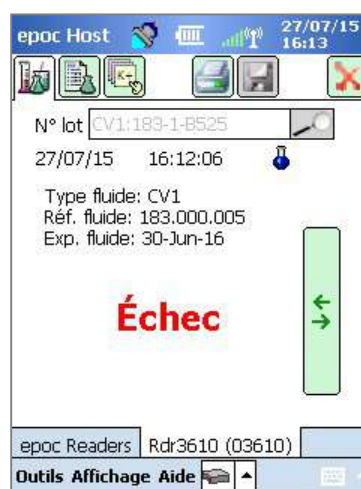 epoc Host 27/07/15
16:13
K+
N° lot CV1:183-1-B525
27/07/15 16:12:06
Type fluide: CV1
Réf. fluide: 183.000.005
Exp. fluide: 30-Jun-16
Échec
epoc Readers Rdr3610 (03610)
Outils Affichage Aide